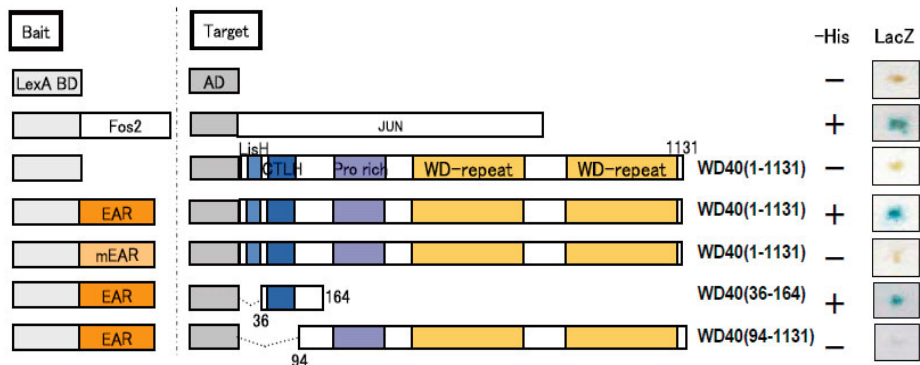 Bait Target -His LacZ
LexA BD AD −
Fos2 JUN +
LisH 1131
CTLH Pro rich WD-repeat WD-repeat WD40(1-1131) −
EAR WD40(1-1131) +
mEAR WD40(1-1131) −
EAR 164 WD40(36-164) +
36
EAR WD40(94-1131) −
94